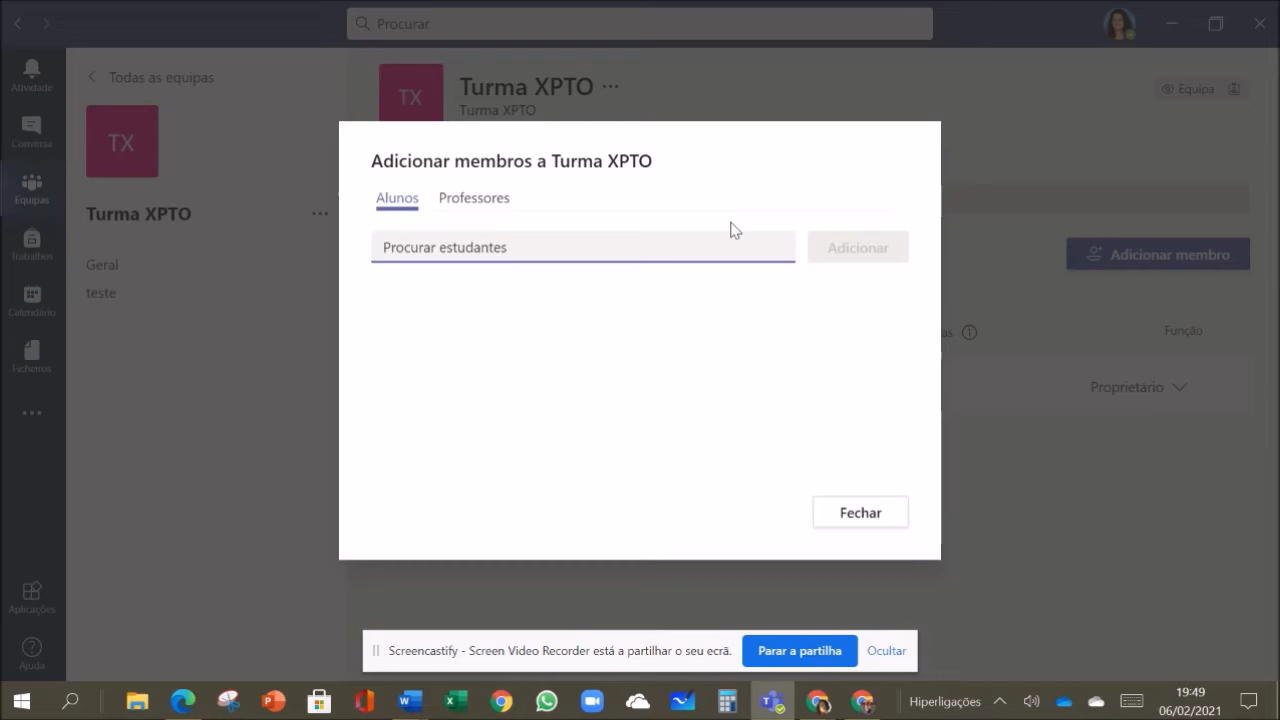 Procurar
Atividade
Conversa
Equipas
Trabalhos
Calendário
Ficheiros
Aplicações
Ajuda
Todas as equipas
TX
Turma XPTO
Geral
teste
TX
Turma XPTO
Turma XPTO
Equipa
Adicionar membro
as
Função
Proprietário
Adicionar membros a Turma XPTO
Alunos Professores
Procurar estudantes
Adicionar
Fechar
Screencastify - Screen Video Recorder está a partilhar o seu ecrã. Parar a partilha Ocultar
Hiperligações
19:49
06/02/2021